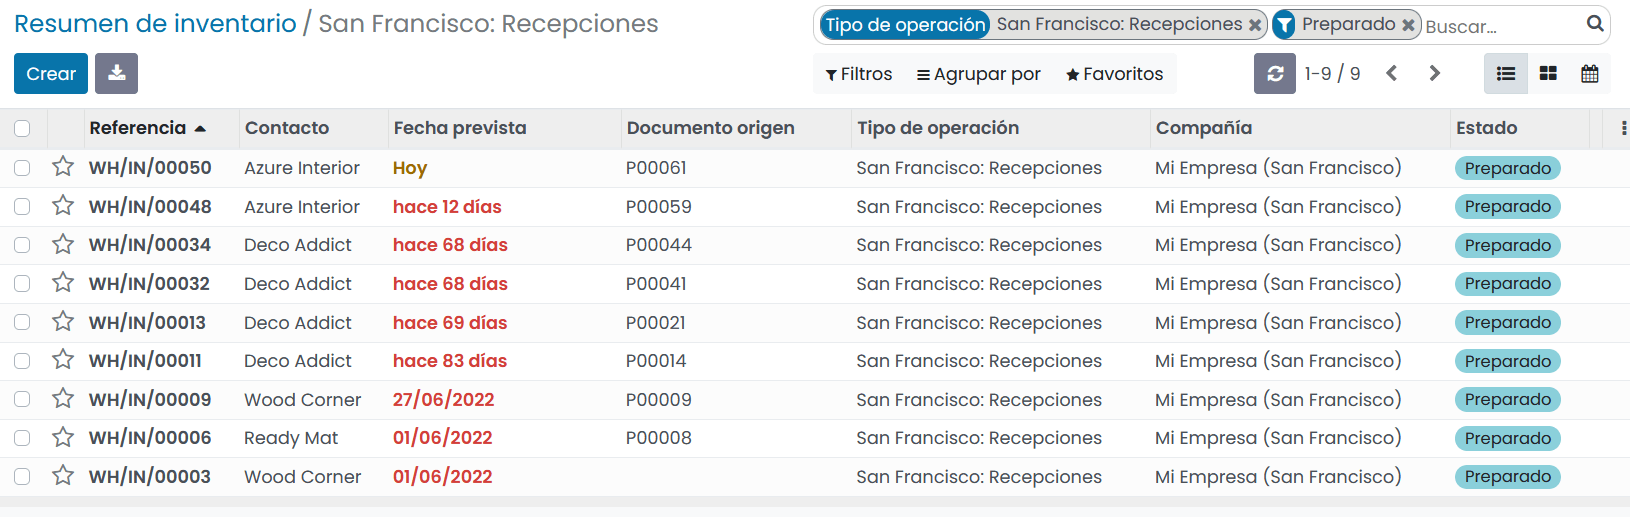 Resumen de inventario / San Francisco: Recepciones
Tipo de operación San Francisco: Recepciones Preparado Buscar...
Crear
Filtros Agrupar por Favoritos 1-9 / 9
Referencia Contacto Fecha prevista Documento origen Tipo de operación Compañía Estado
WH/IN/00050 Azure Interior Hoy P00061 San Francisco: Recepciones Mi Empresa (San Francisco) Preparado
WH/IN/00048 Azure Interior hace 12 días P00059 San Francisco: Recepciones Mi Empresa (San Francisco) Preparado
WH/IN/00034 Deco Addict hace 68 días P00044 San Francisco: Recepciones Mi Empresa (San Francisco) Preparado
WH/IN/00032 Deco Addict hace 68 días P00041 San Francisco: Recepciones Mi Empresa (San Francisco) Preparado
WH/IN/00013 Deco Addict hace 69 días P00021 San Francisco: Recepciones Mi Empresa (San Francisco) Preparado
WH/IN/00011 Deco Addict hace 83 días P00014 San Francisco: Recepciones Mi Empresa (San Francisco) Preparado
WH/IN/00009 Wood Corner 27/06/2022 P00009 San Francisco: Recepciones Mi Empresa (San Francisco) Preparado
WH/IN/00006 Ready Mat 01/06/2022 P00008 San Francisco: Recepciones Mi Empresa (San Francisco) Preparado
WH/IN/00003 Wood Corner 01/06/2022 San Francisco: Recepciones Mi Empresa (San Francisco) Preparado